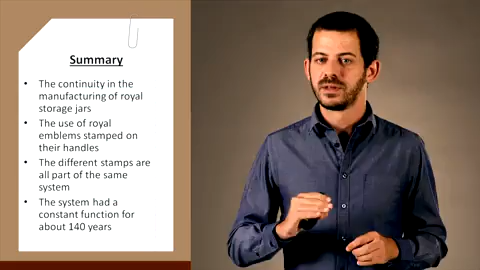 Summary
• The continuity in the
manufacturing of royal
storage jars
• The use of royal
emblems stamped on
their handles
• The different stamps are
all part of the same
system
• The system had a
constant function for
about 140 years